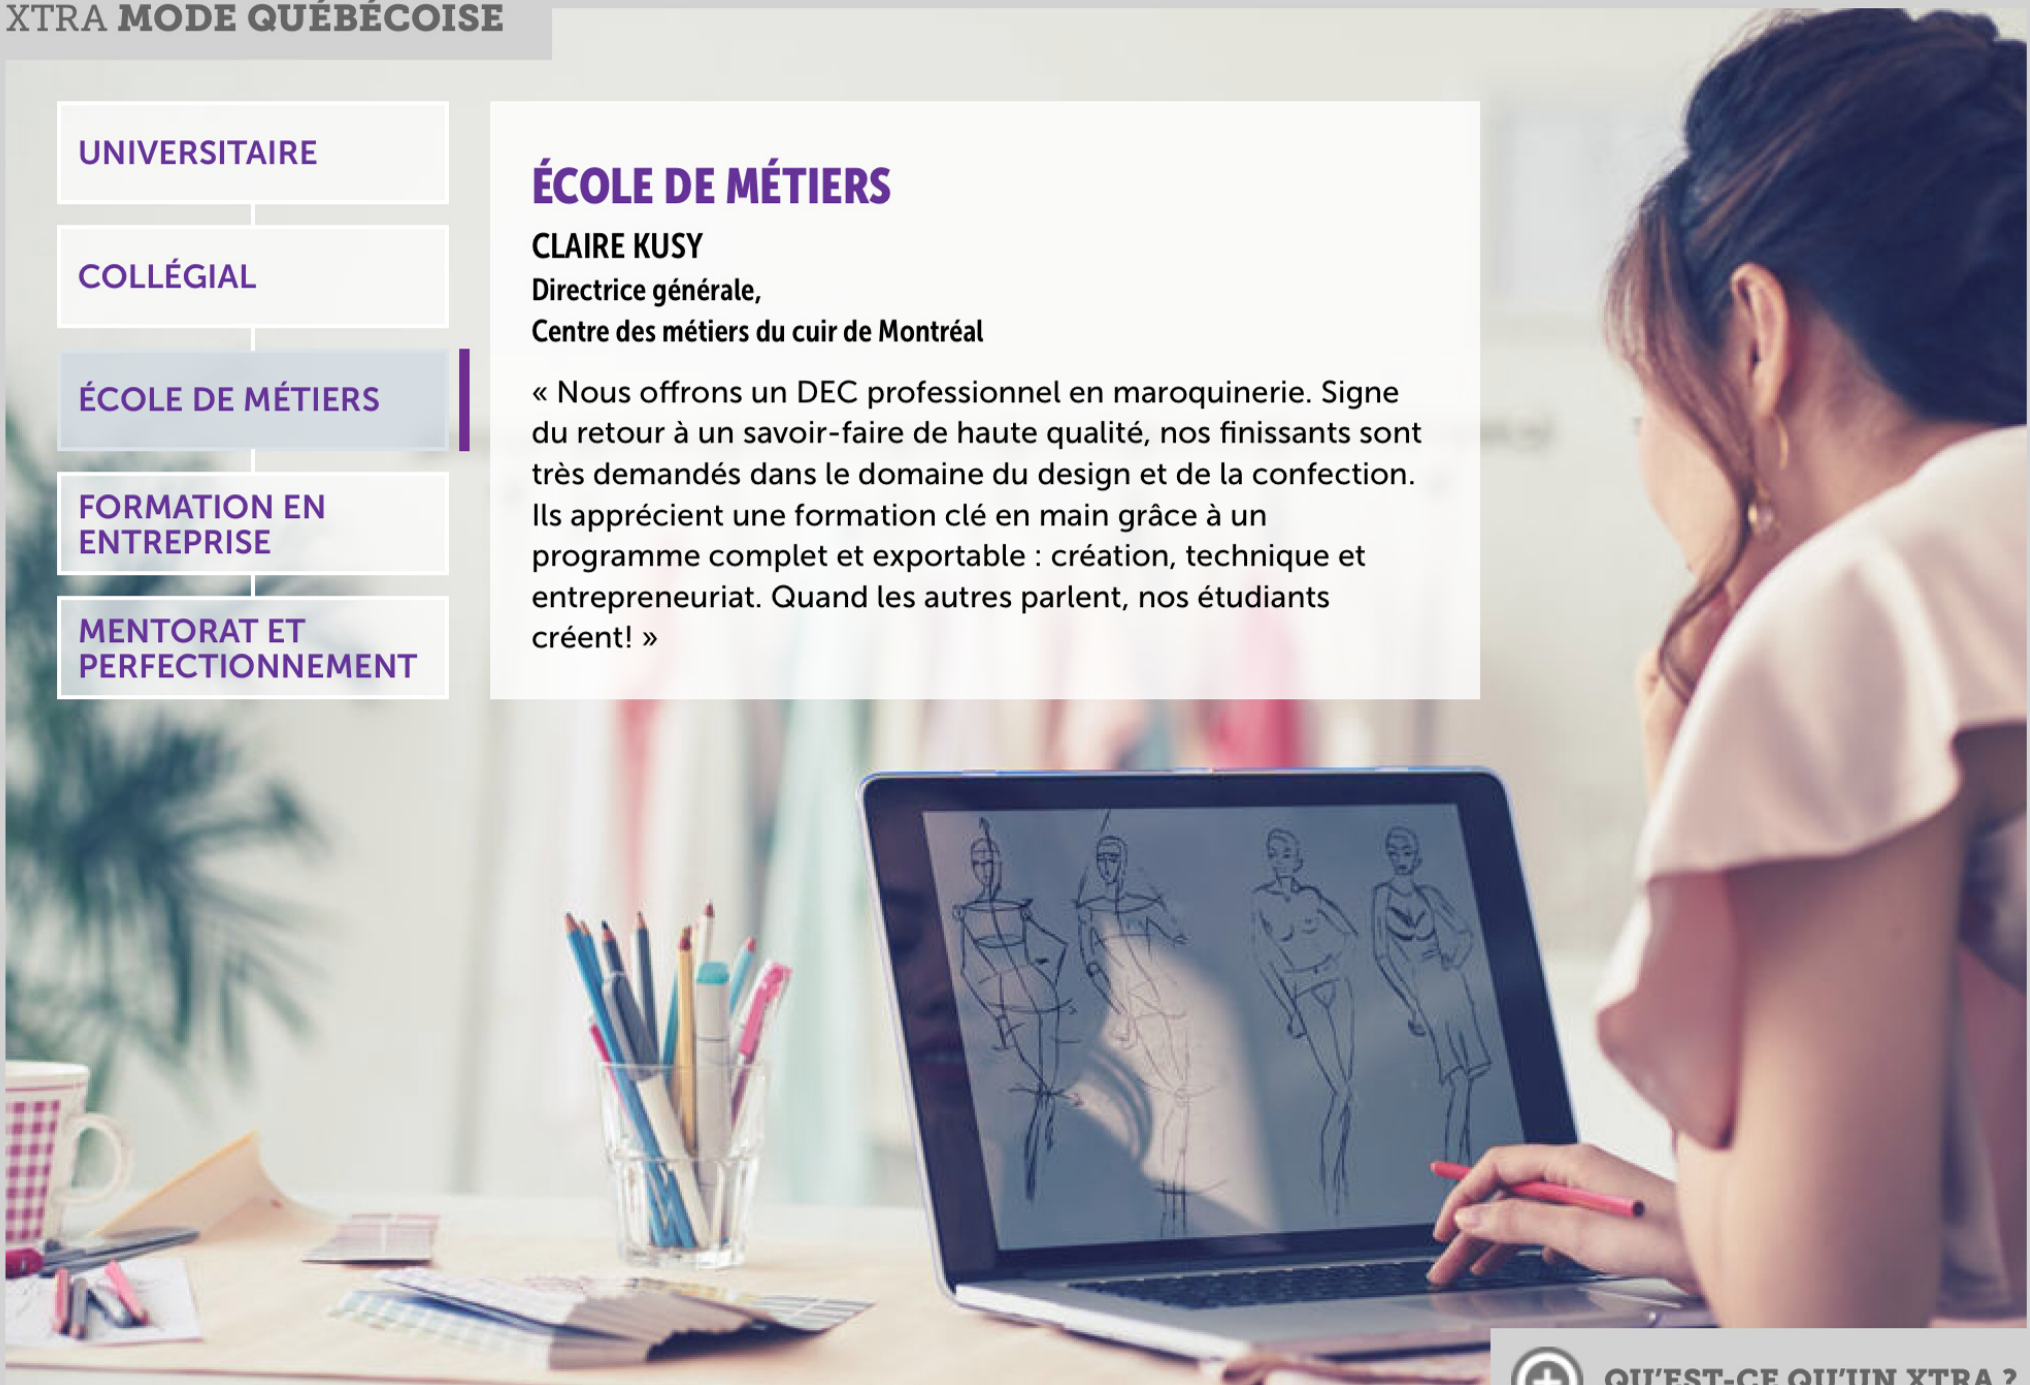 XTRA MODE QUÉBÉCOISE
UNIVERSITAIRE
COLLÉGIAL
ÉCOLE DE MÉTIERS
FORMATION EN
ENTREPRISE
MENTORAT ET
PERFECTIONNEMENT
ÉCOLE DE MÉTIERS
CLAIRE KUSY
Directrice générale,
Centre des métiers du cuir de Montréal
« Nous offrons un DEC professionnel en maroquinerie. Signe
du retour à un savoir-faire de haute qualité, nos finissants sont
très demandés dans le domaine du design et de la confection.
Ils apprécient une formation clé en main grâce à un
programme complet et exportable : création, technique et
entrepreneuriat. Quand les autres parlent, nos étudiants
créent! »
QU'EST-CE QU'UN XTRA ?